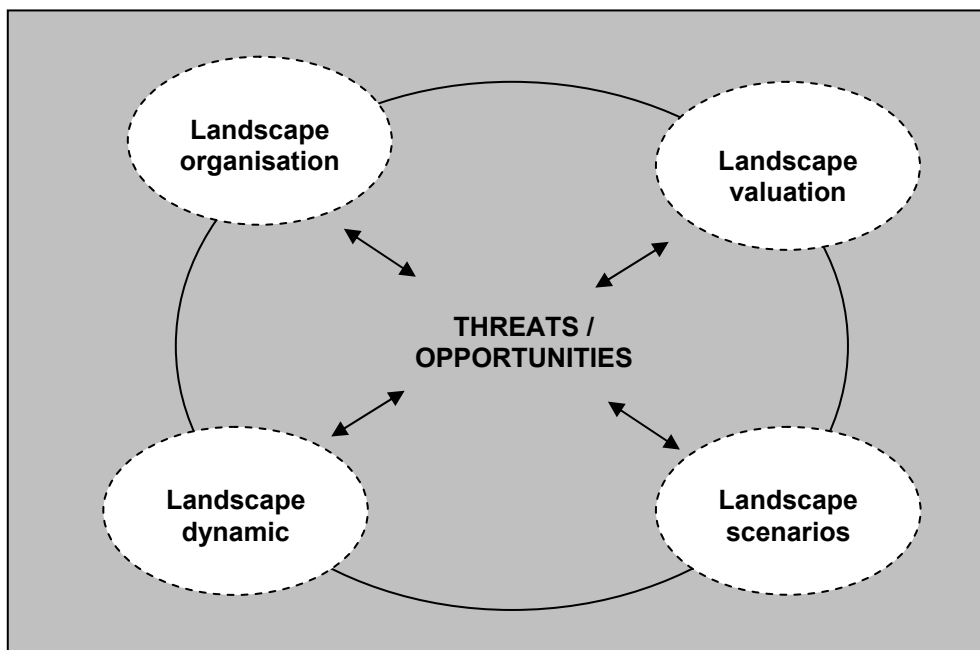 Landscape
organisation
Landscape
valuation
THREATS /
OPPORTUNITIES
Landscape
dynamic
Landscape
scenarios